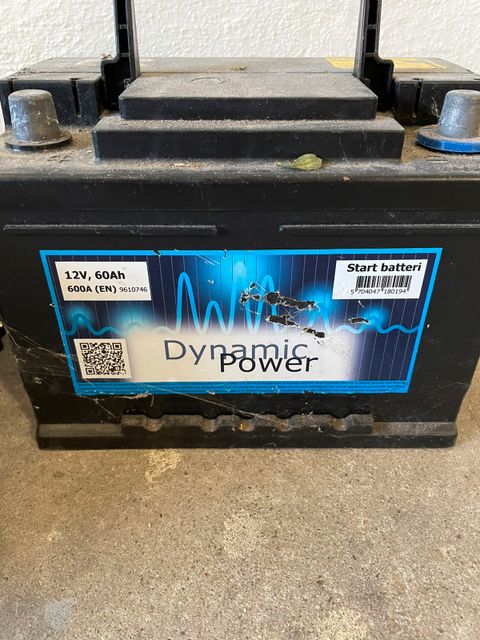 12V, 60Ah
600A (EN) 9610746
Start batteri
5 704047 180194
Dynamic
Power